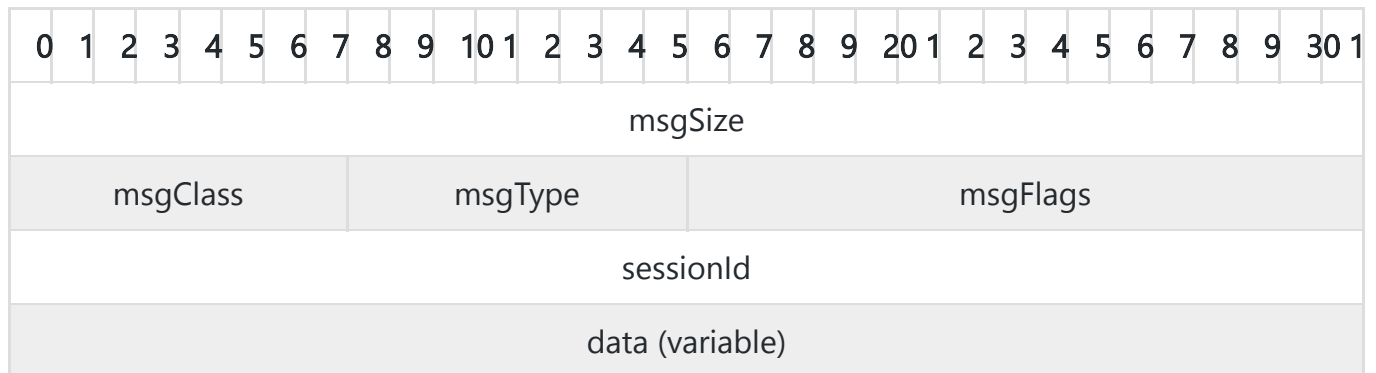 0 1 2 3 4 5 6 7 8 9 10 1 2 3 4 5 6 7 8 9 20 1 2 3 4 5 6 7 8 9 30 1
msgSize
msgClass msgType msgFlags
sessionId
data (variable)